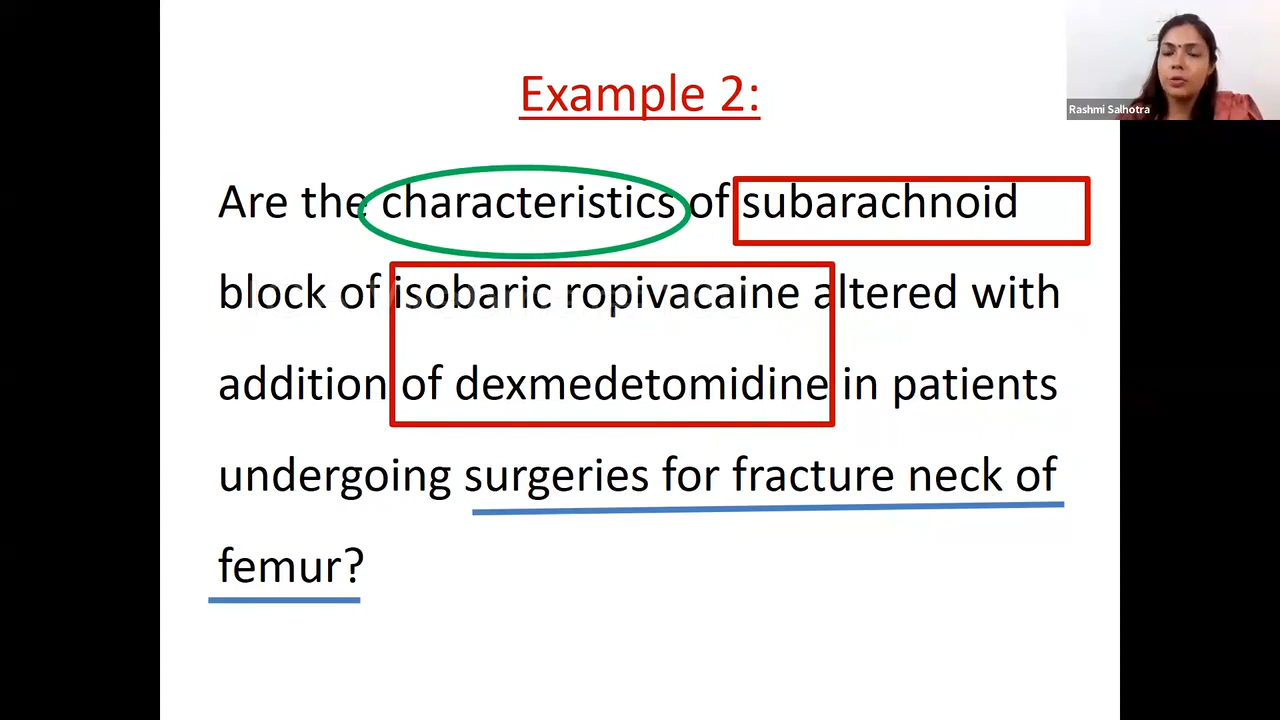 Example 2:
Rashmi Salhotra
Are the characteristics of subarachnoid
block of isobaric ropivacaine altered with
addition of dexmedetomidine in patients
undergoing surgeries for fracture neck of
femur?